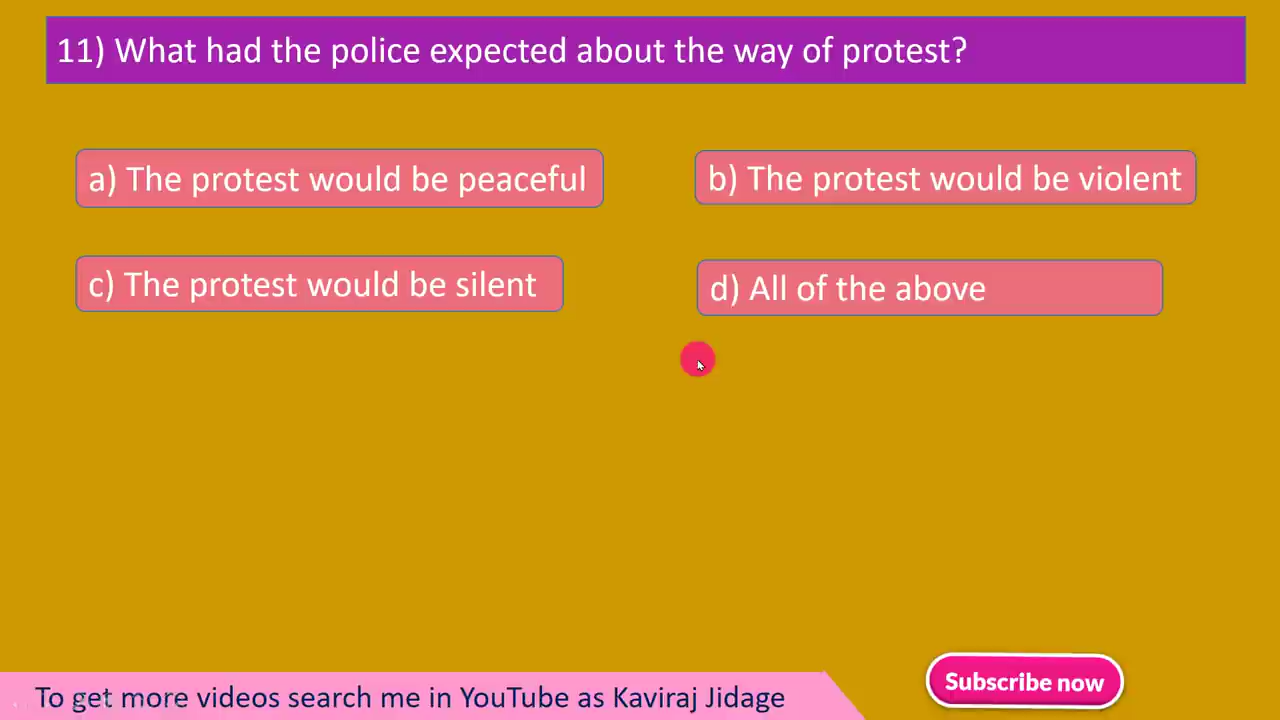 11) What had the police expected about the way of protest?
a) The protest would be peaceful
b) The protest would be violent
c) The protest would be silent
d) All of the above
To get more videos search me in YouTube as Kaviraj Jidage
Subscribe now